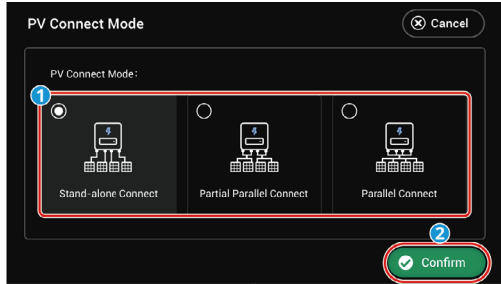 PV Connect Mode
Cancel
PV Connect Mode:
1
Stand-alone Connect
Partial Parallel Connect
Parallel Connect
2
Confirm